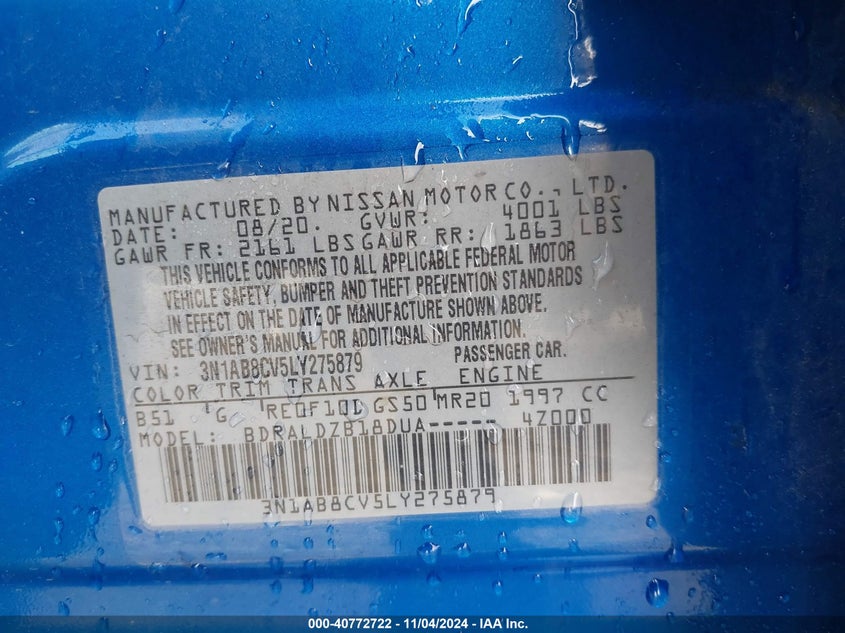 MANUFACTURED BY NISSAN MOTOR CO., LTD.
DATE: 08/20. GVWR: 4001 LBS
GAWR FR: 2161 LBS GAWR RR: 1863 LBS
THIS VEHICLE CONFORMS TO ALL APPLICABLE FEDERAL MOTOR
VEHICLE SAFETY, BUMPER AND THEFT PREVENTION STANDARDS
IN EFFECT ON THE DATE OF MANUFACTURE SHOWN ABOVE.
SEE OWNER'S MANUAL FOR ADDITIONAL INFORMATION.
VIN: 3N1AB8CV5LY275879 PASSENGER CAR.
COLOR TRIM TRANS AXLE ENGINE
B51 G RE0F10D GS50 MR20 1997 CC
MODEL: BDRALDZB18DUA----- 4Z000
3N1AB8CV5LY275879
000-40772722 - 11/04/2024 - IAA Inc.